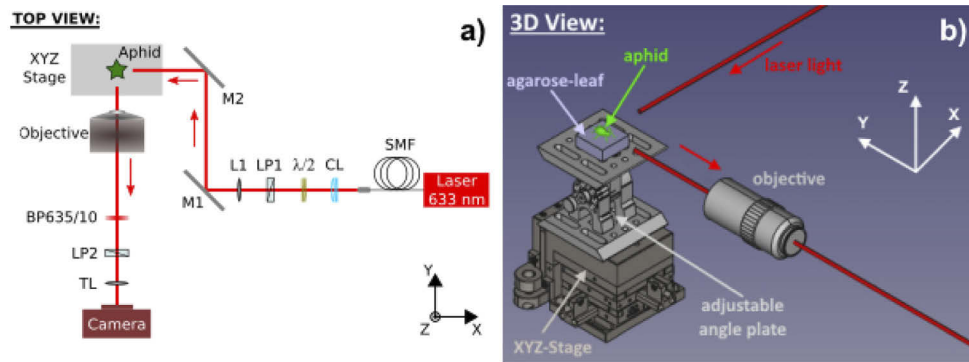 TOP VIEW:
a)
XYZ
Stage
Aphid
M2
Objective
SMF
L1
LP1
λ/2
CL
Laser
633 nm
M1
BP635/10
LP2
TL
Camera
Y
Z
X
3D View:
b)
aphid
laser light
agarose-leaf
Z
X
Y
objective
adjustable
angle plate
XYZ-Stage